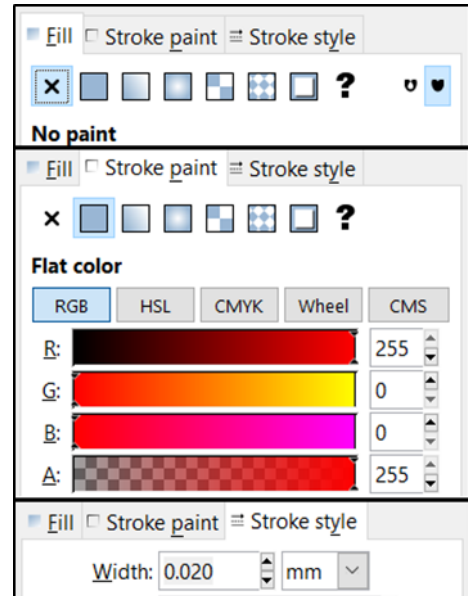 Fill Stroke paint Stroke style
?
No paint
Fill Stroke paint Stroke style
?
Flat color
RGB HSL CMYK Wheel CMS
R: 255
G: 0
B: 0
A: 255
Fill Stroke paint Stroke style
Width: 0.020 mm